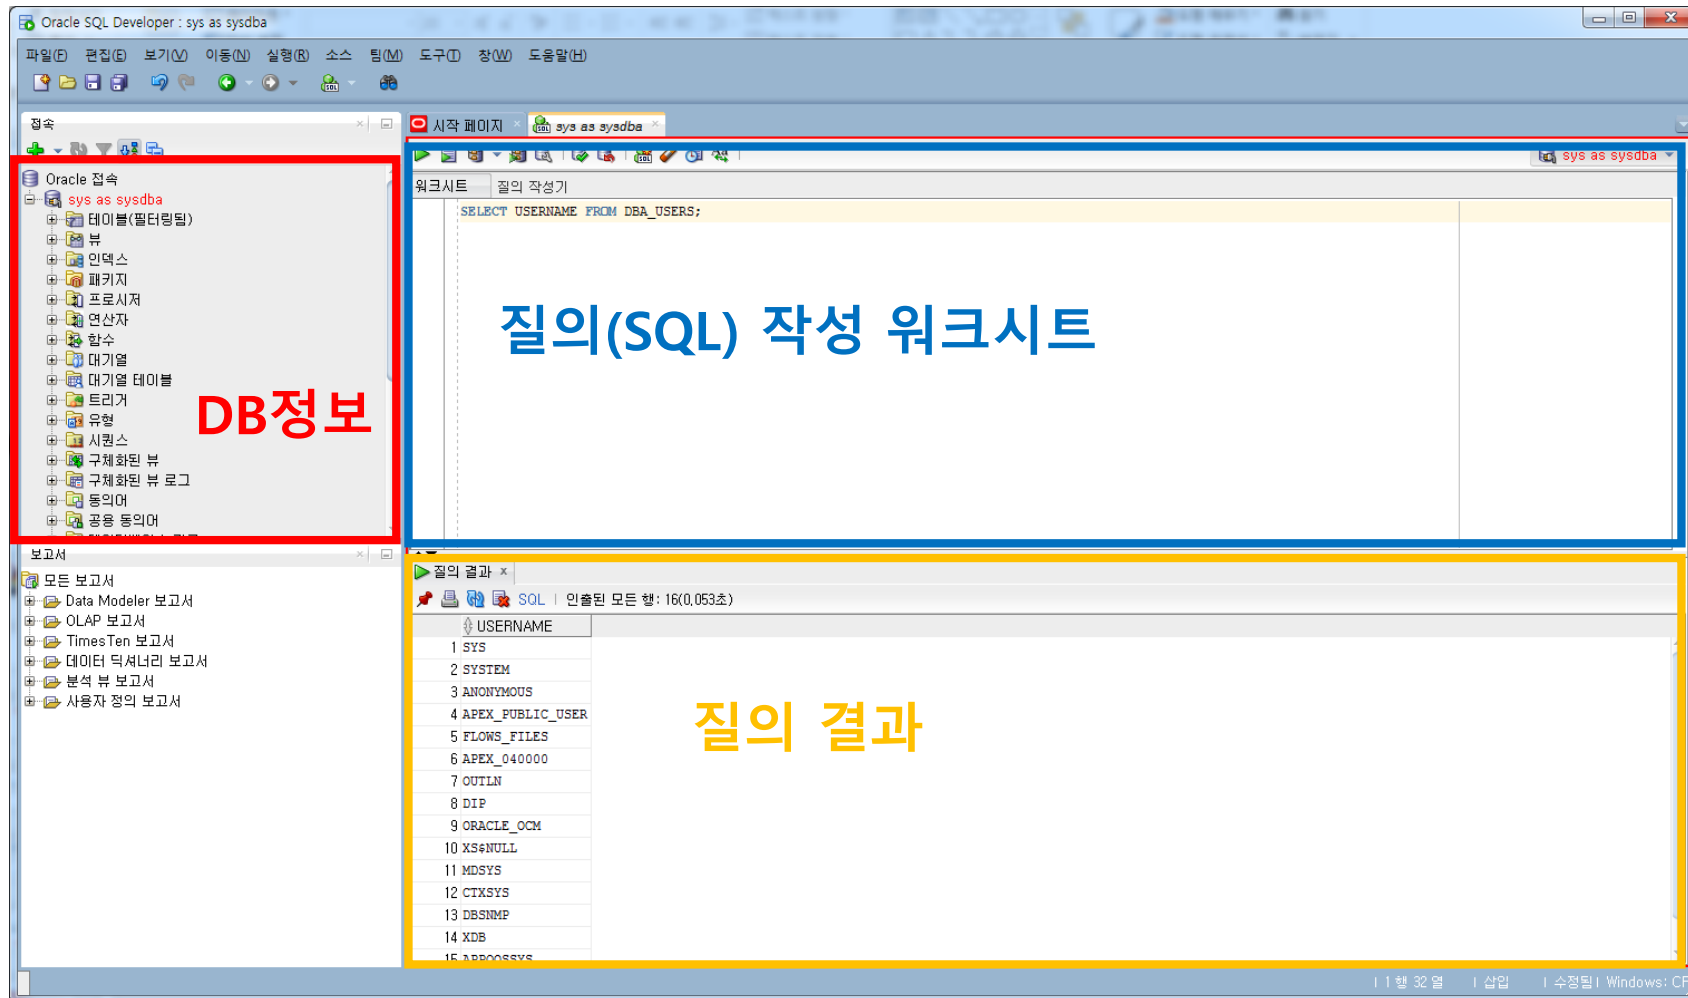 Oracle SQL Developer : sys as sysdba
파일(F) 편집(E) 보기(V) 이동(N) 실행(R) 소스 팀(M) 도구(T) 창(W) 도움말(H)
접속
시작 페이지
sys as sysdba
sys as sysdba
Oracle 접속
sys as sysdba
테이블(필터링됨)
뷰
인덱스
패키지
프로시저
연산자
함수
대기열
대기열 테이블
트리거
유형
시퀀스
구체화된 뷰
구체화된 뷰 로그
동의어
공용 동의어
DB정보
워크시트 질의 작성기
SELECT USERNAME FROM DBA_USERS;
질의(SQL) 작성 워크시트
보고서
모든 보고서
Data Modeler 보고서
OLAP 보고서
TimesTen 보고서
데이터 딕셔너리 보고서
분석 뷰 보고서
사용자 정의 보고서
질의 결과
SQL | 인출된 모든 행: 16(0,053초)
USERNAME
1 SYS
2 SYSTEM
3 ANONYMOUS
4 APEX_PUBLIC_USER
5 FLOWS_FILES
6 APEX_040000
7 OUTLN
8 DIP
9 ORACLE_OCM
10 XS$NULL
11 MDSYS
12 CTXSYS
13 DBSNMP
14 XDB
15 APPQOSSYS
질의 결과
1 행 32 열 | 삽입 | 수정됨 | Windows: CF